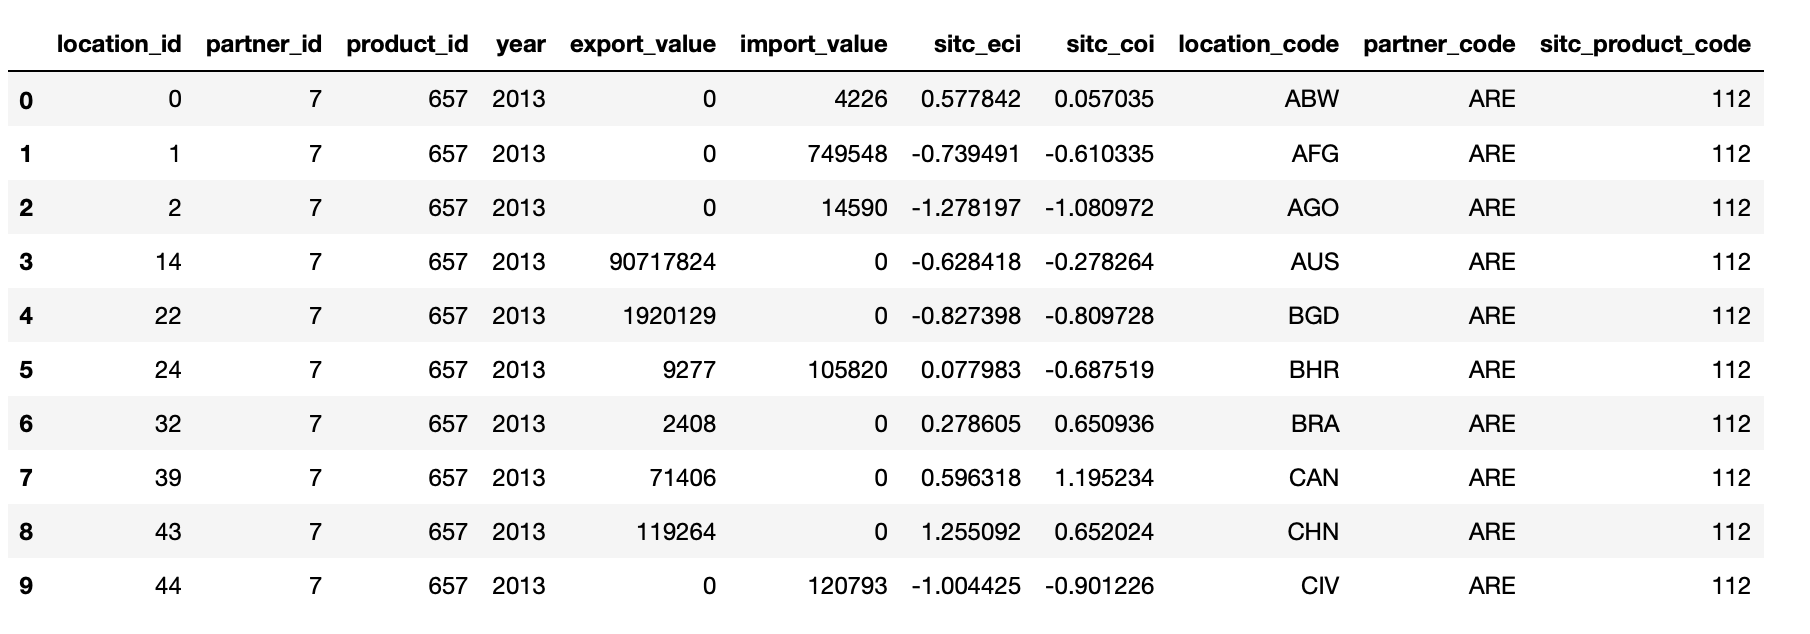 location_id partner_id product_id year export_value import_value sitc_eci sitc_coi location_code partner_code sitc_product_code
0 0 7 657 2013 0 4226 0.577842 0.057035 ABW ARE 112
1 1 7 657 2013 0 749548 -0.739491 -0.610335 AFG ARE 112
2 2 7 657 2013 0 14590 -1.278197 -1.080972 AGO ARE 112
3 14 7 657 2013 90717824 0 -0.628418 -0.278264 AUS ARE 112
4 22 7 657 2013 1920129 0 -0.827398 -0.809728 BGD ARE 112
5 24 7 657 2013 9277 105820 0.077983 -0.687519 BHR ARE 112
6 32 7 657 2013 2408 0 0.278605 0.650936 BRA ARE 112
7 39 7 657 2013 71406 0 0.596318 1.195234 CAN ARE 112
8 43 7 657 2013 119264 0 1.255092 0.652024 CHN ARE 112
9 44 7 657 2013 0 120793 -1.004425 -0.901226 CIV ARE 112